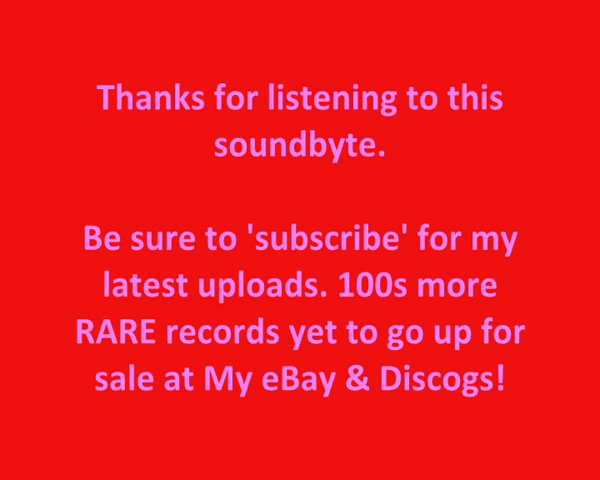 Thanks for listening to this
soundbyte.
Be sure to 'subscribe' for my
latest uploads. 100s more
RARE records yet to go up for
sale at My eBay & Discogs!